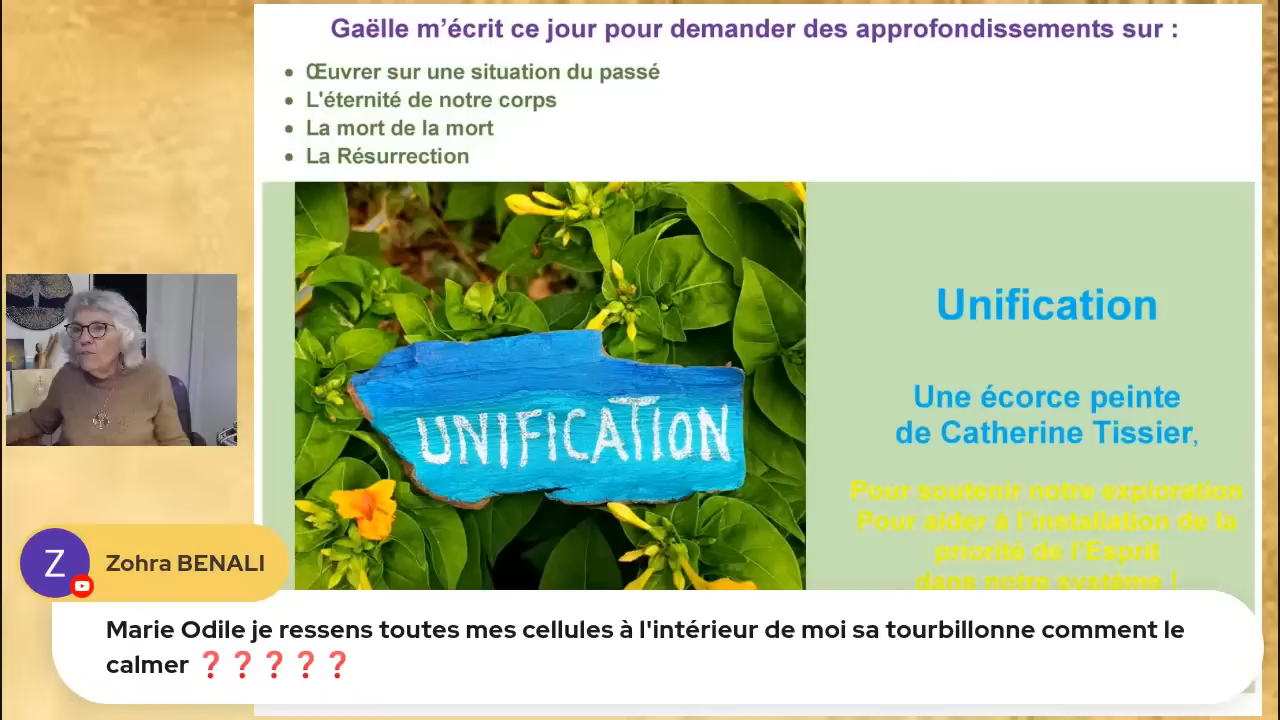 Gaëlle m’écrit ce jour pour demander des approfondissements sur :
• Œuvrer sur une situation du passé
• L'éternité de notre corps
• La mort de la mort
• La Résurrection
UNIFICATION
Unification
Une écorce peinte
de Catherine Tissier,
Pour soutenir notre exploration
Pour aider à l'installation de la
priorité de l'Esprit
dans notre système !
Z
Zohra BENALI
Marie Odile je ressens toutes mes cellules à l'intérieur de moi sa tourbillonne comment le
calmer ❓❓❓❓❓